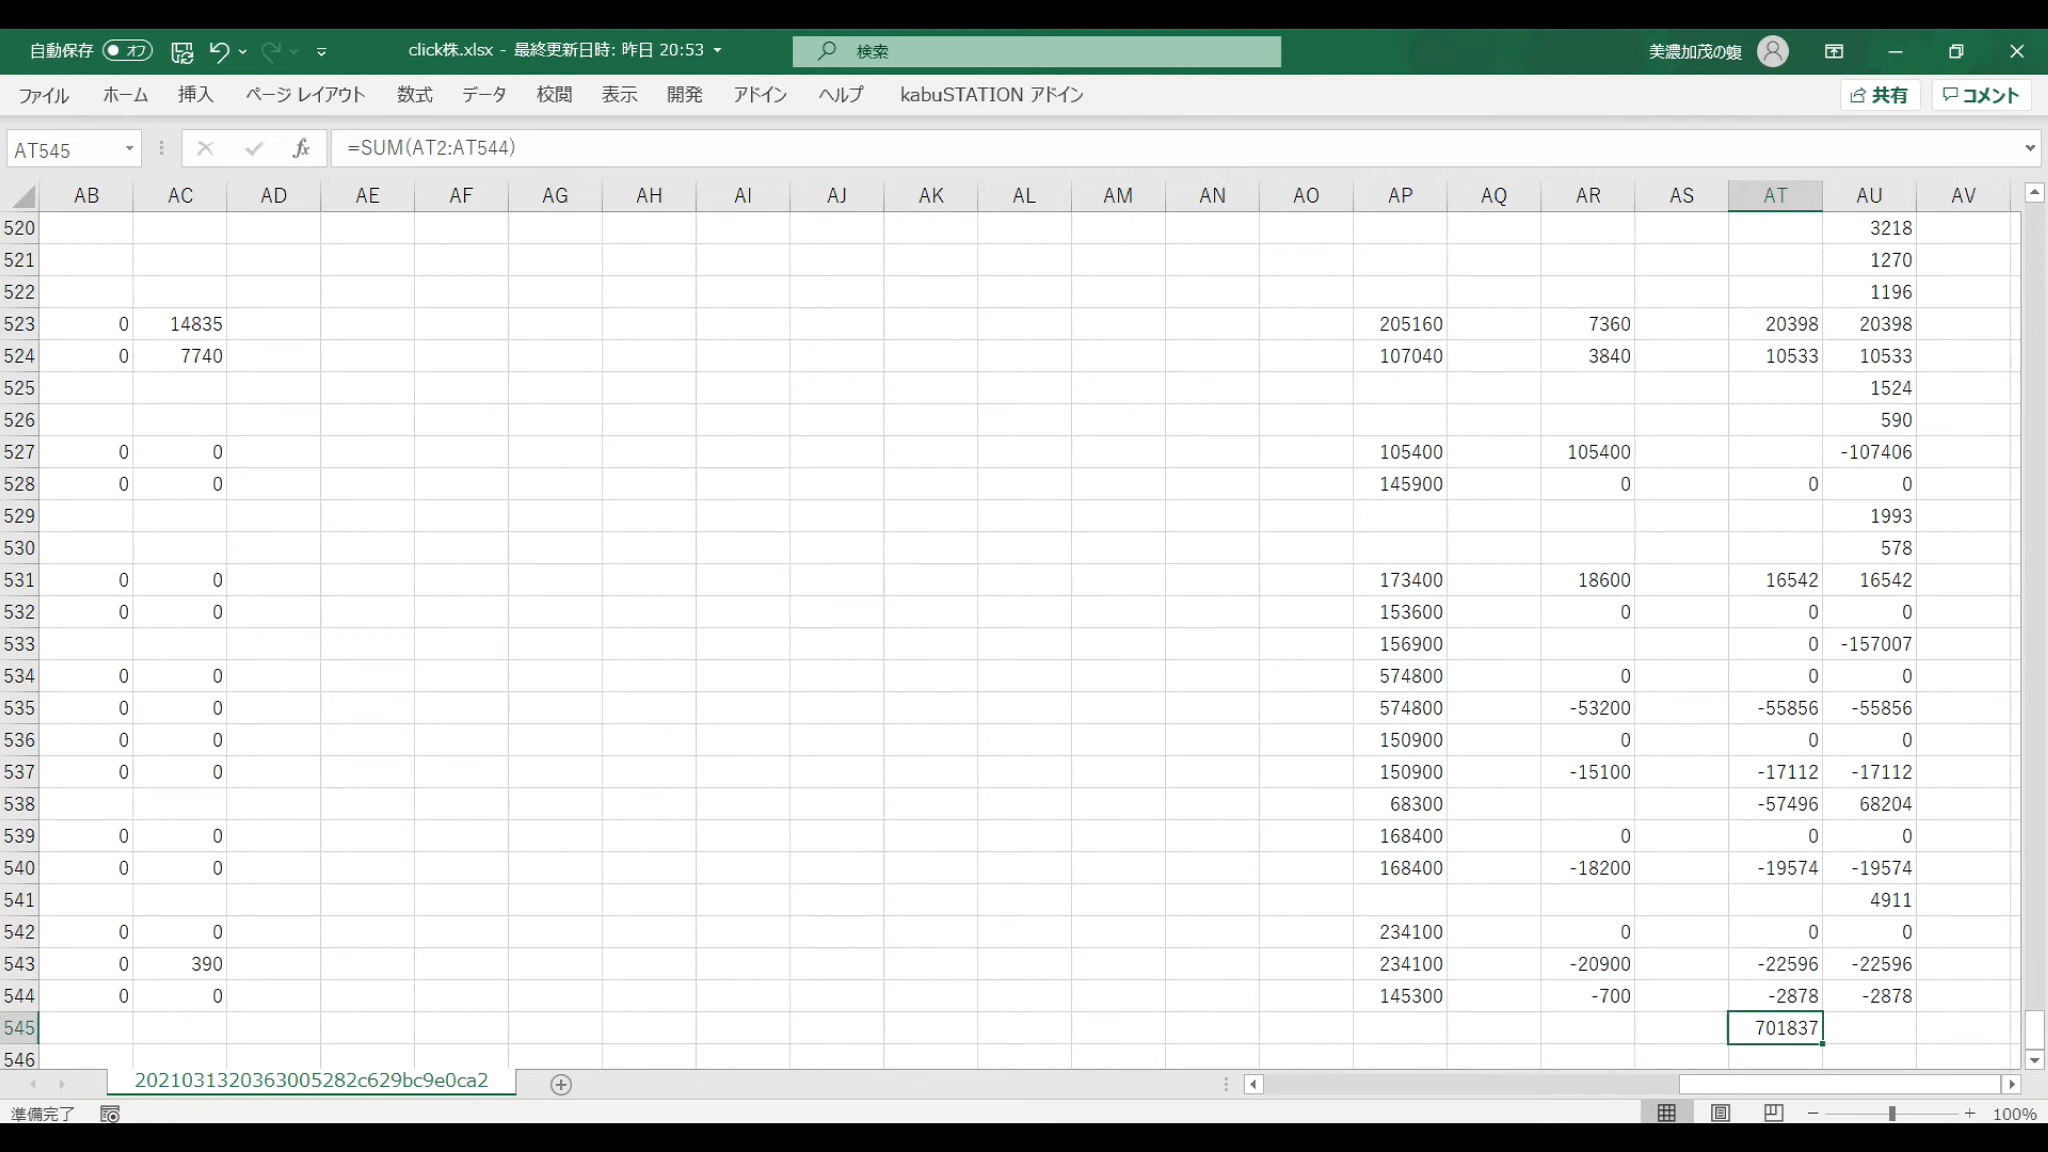 自動保存 オフ click株.xlsx - 最終更新日時: 昨日 20:53 検索 美濃加茂の蝮
ファイル ホーム 挿入 ページ レイアウト 数式 データ 校閲 表示 開発 アドイン ヘルプ kabuSTATION アドイン 共有 コメント
AT545 fx =SUM(AT2:AT544)
AB AC AD AE AF AG AH AI AJ AK AL AM AN AO AP AQ AR AS AT AU AV
520 3218
521 1270
522 1196
523 0 14835 205160 7360 20398 20398
524 0 7740 107040 3840 10533 10533
525 1524
526 590
527 0 0 105400 105400 -107406
528 0 0 145900 0 0 0
529 1993
530 578
531 0 0 173400 18600 16542 16542
532 0 0 153600 0 0 0
533 156900 0 -157007
534 0 0 574800 0 0 0
535 0 0 574800 -53200 -55856 -55856
536 0 0 150900 0 0 0
537 0 0 150900 -15100 -17112 -17112
538 68300 -57496 68204
539 0 0 168400 0 0 0
540 0 0 168400 -18200 -19574 -19574
541 4911
542 0 0 234100 0 0 0
543 0 390 234100 -20900 -22596 -22596
544 0 0 145300 -700 -2878 -2878
545 701837
546
2021033132036300528​2c629bc9e0ca2
準備完了 100%